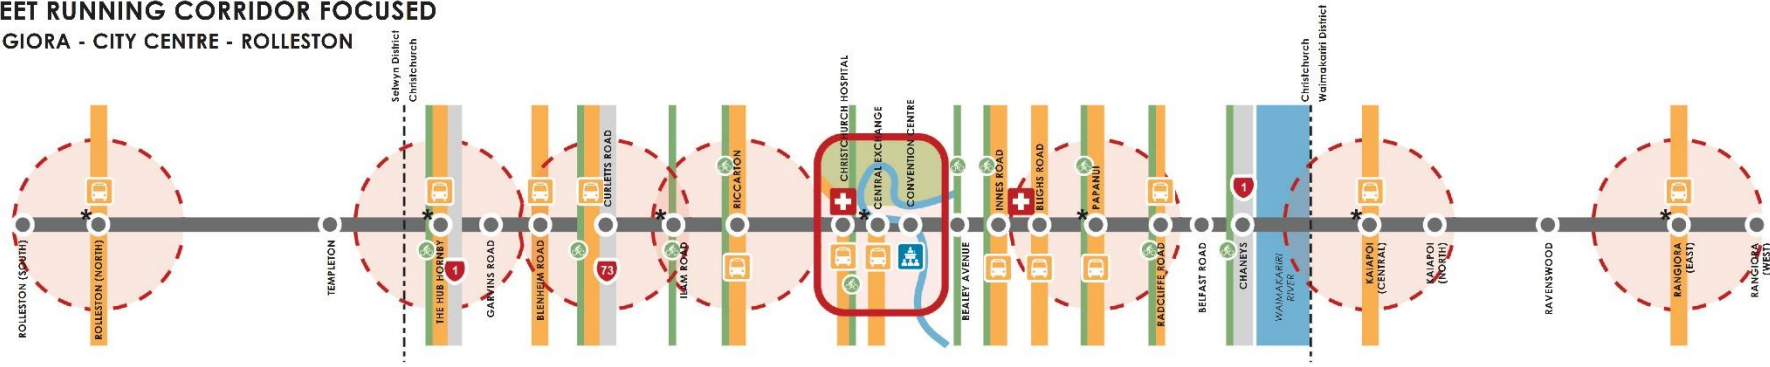 EET RUNNING CORRIDOR FOCUSED
GIORA - CITY CENTRE - ROLLESTON
Selwyn District
Christchurch
Christchurch
Waimakariri District
ROLLESTON (SOUTH)
*
ROLLESTON (NORTH)
TEMPLETON
*
THE HUB HORNBY
1
GARVINS ROAD
BLENHEIM ROAD
CURLETTS ROAD
73
*
ILAM ROAD
RICCARTON
CHRISTCHURCH HOSPITAL
*
CENTRAL EXCHANGE
CONVENTION CENTRE
BEALEY AVENUE
INNES ROAD
BLIGHS ROAD
*
PAPANUI
RADCLIFFE ROAD
BELFAST ROAD
1
CHANEYS
WAIMAKARIRI
RIVER
*
KAIAPOI
(CENTRAL)
KAIAPOI
(NORTH)
RAVENSWOOD
*
RANGIORA
(EAST)
RANGIORA
(WEST)